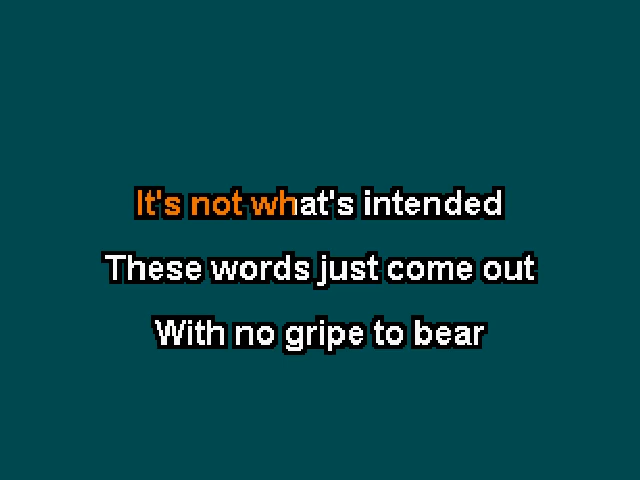 It's not what's intended
These words just come out
With no gripe to bear